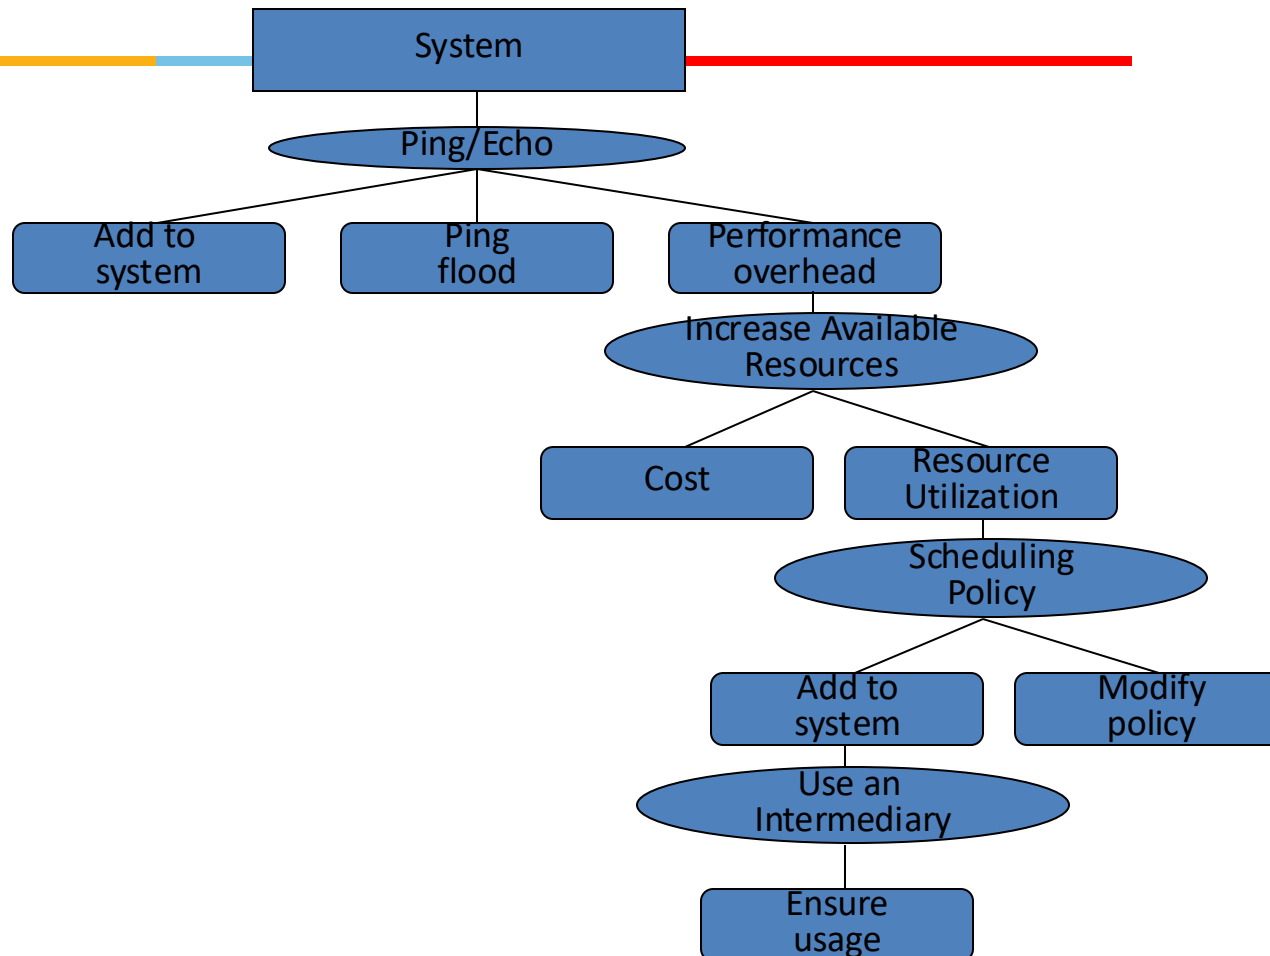 System
Ping/Echo
Add to
system
Ping
flood
Performance
overhead
Increase Available
Resources
Cost
Resource
Utilization
Scheduling
Policy
Add to
system
Modify
policy
Use an
Intermediary
Ensure
usage